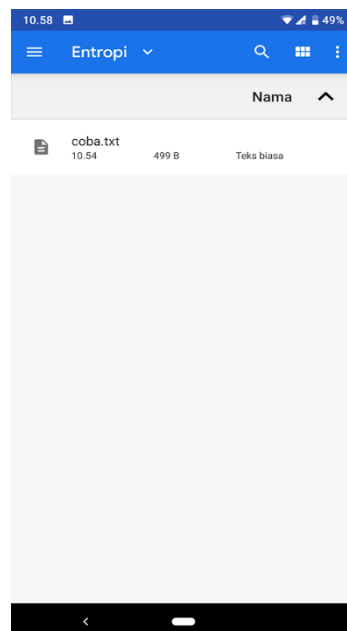 10.58 49%
Entropi
Nama
coba.txt
10.54 499 B Teks biasa